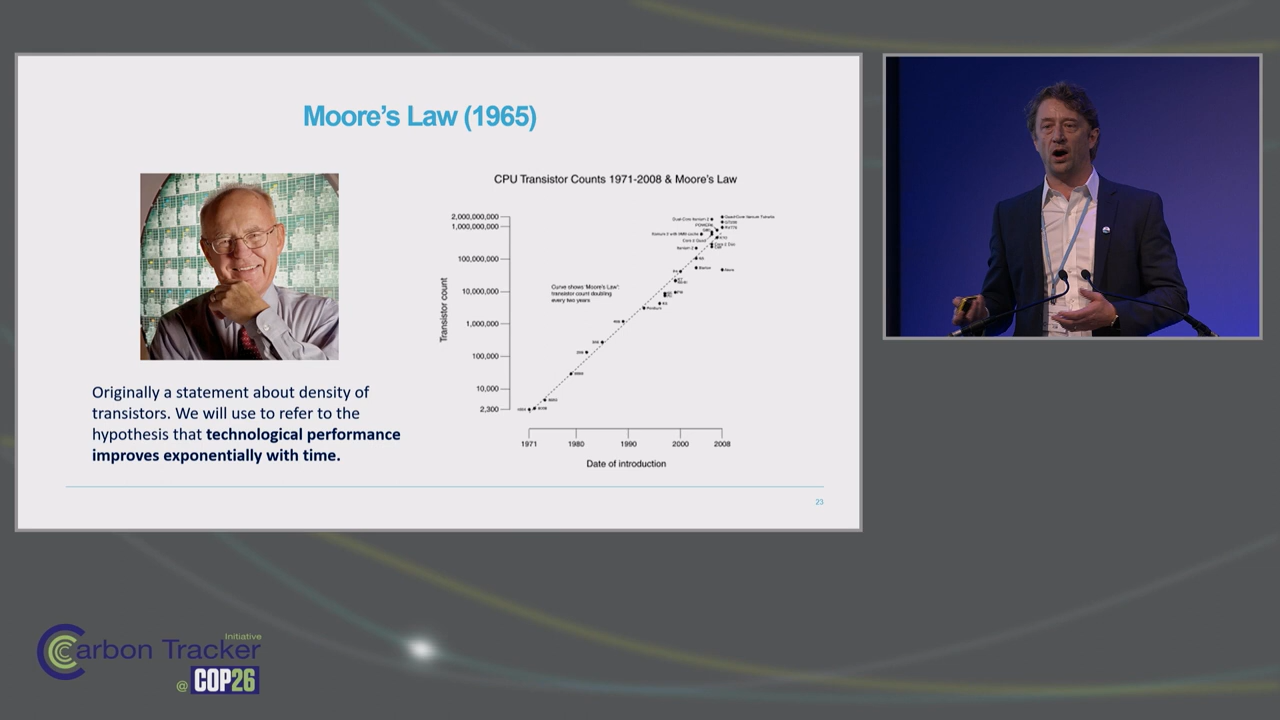 Moore’s Law (1965)
CPU Transistor Counts 1971-2008 & Moore’s Law
2,000,000,000
1,000,000,000
100,000,000
10,000,000
1,000,000
100,000
10,000
2,300
Transistor count
Curve shows ‘Moore’s Law’:
transistor count doubling
every two years
1971
1980
1990
2000
2008
Date of introduction
Originally a statement about density of
transistors. We will use to refer to the
hypothesis that technological performance
improves exponentially with time.
23
Initiative
Carbon Tracker
@ COP26